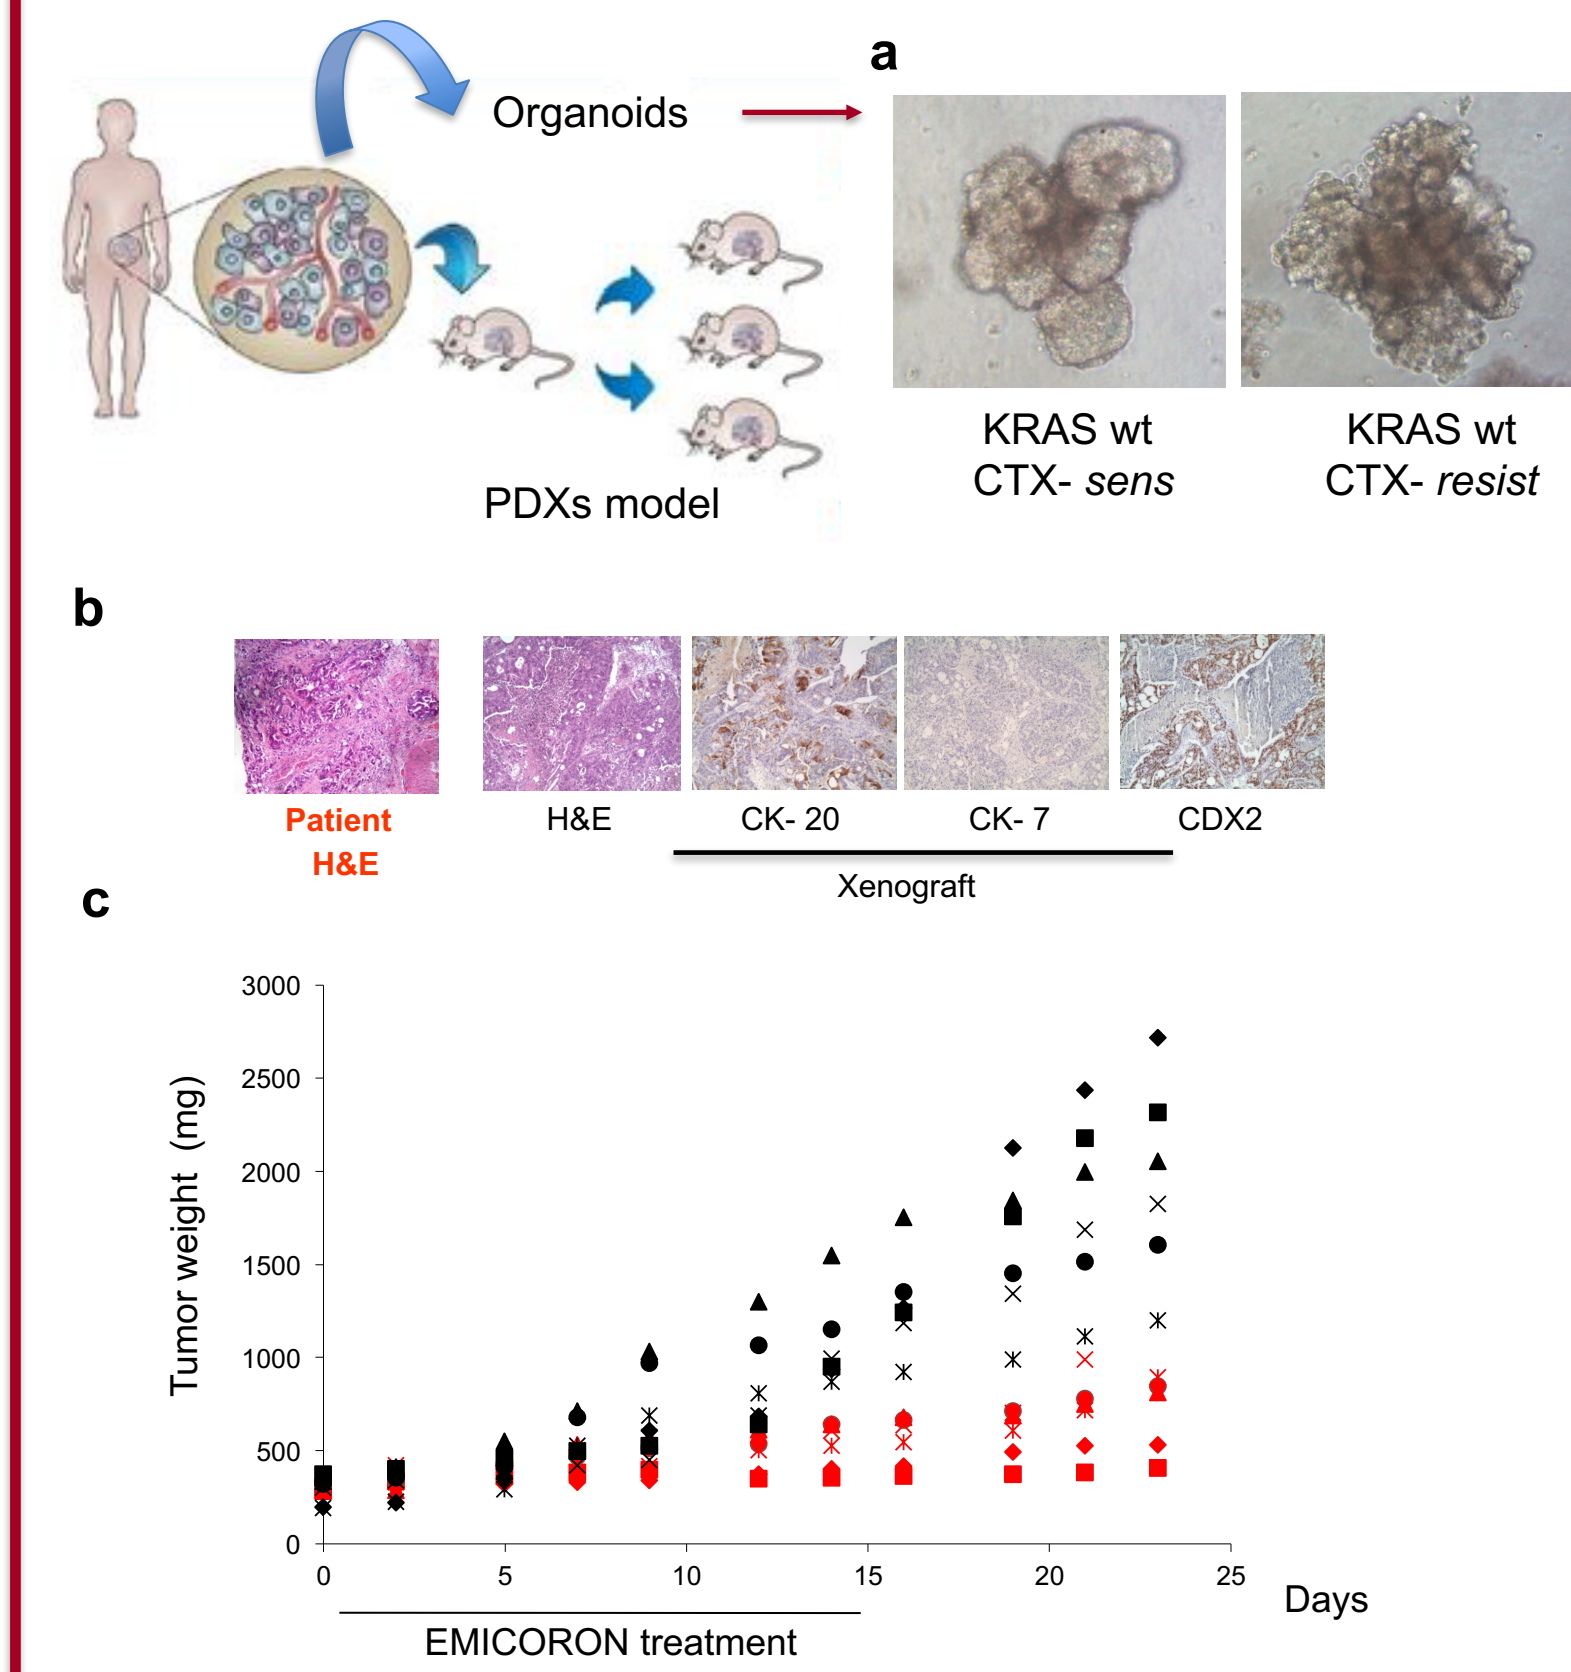 a
Organoids
KRAS wt
CTX- sens
KRAS wt
CTX- resist
PDXs model
b
Patient
H&E
H&E
CK- 20
CK- 7
CDX2
Xenograft
c
Tumor weight (mg)
3000
2500
2000
1500
1000
500
0
0 5 10 15 20 25
Days
EMICORON treatment